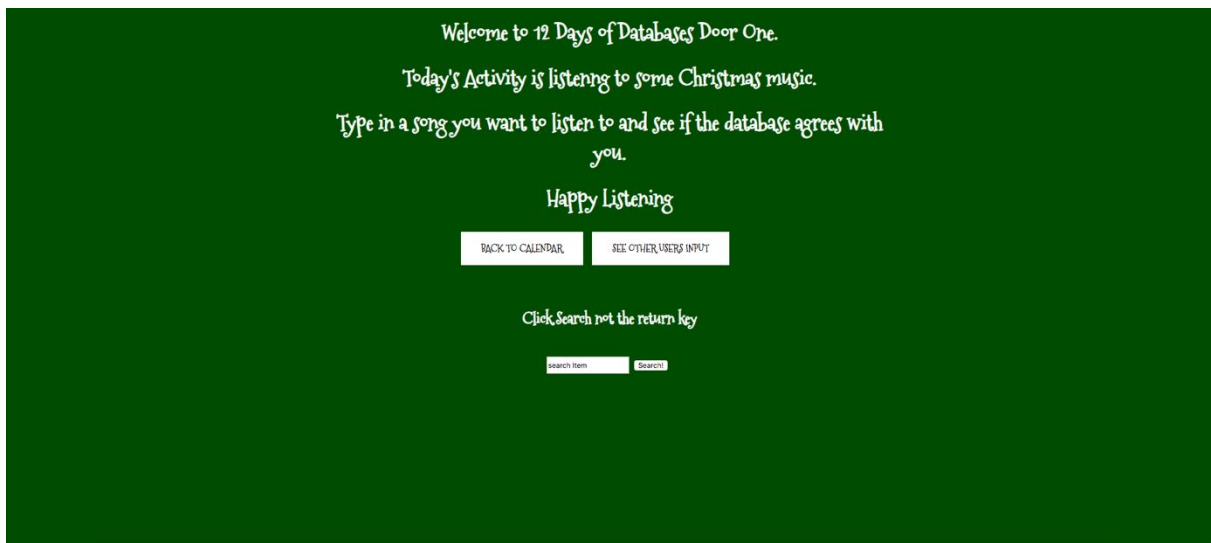 Welcome to 12 Days of Databases Door One.
Today's Activity is listenng to some Christmas music.
Type in a song you want to listen to and see if the database agrees with
you.
Happy Listening
BACK TO CALENDAR SEE OTHER USERS INPUT
Click Search not the return key
search item Search!